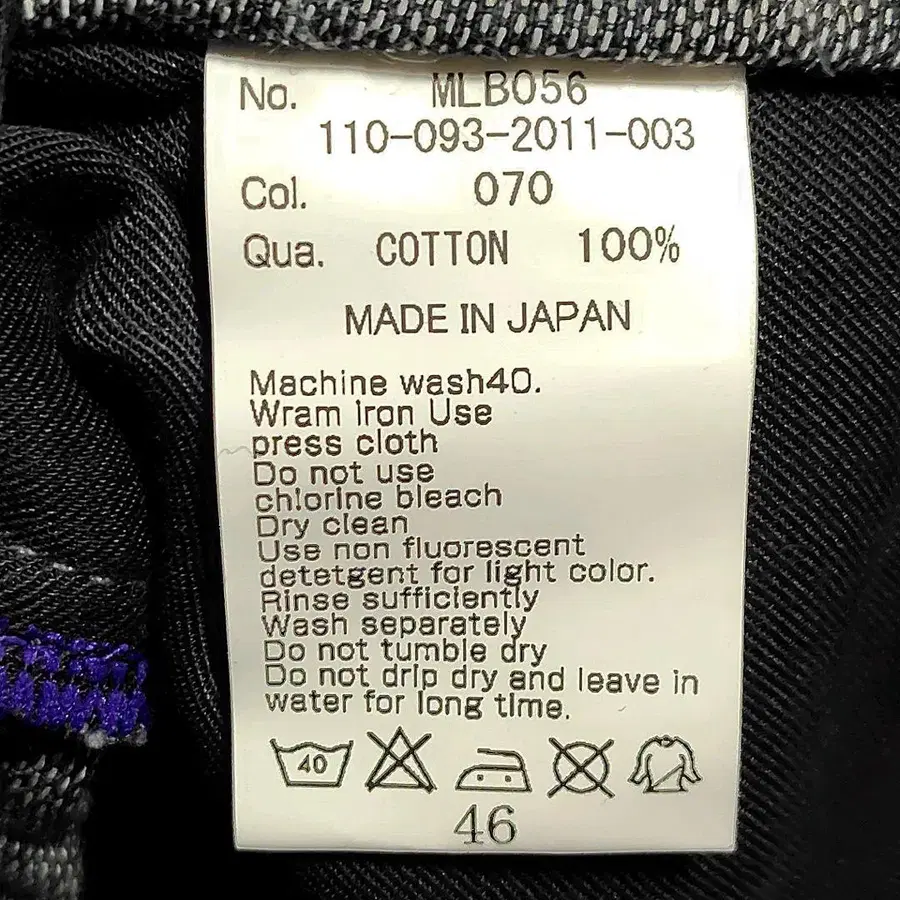 No. MLB056
110-093-2011-003
Col. 070
Qua. COTTON 100%
MADE IN JAPAN
Machine wash40.
Wram iron Use
press cloth
Do not use
chlorine bleach
Dry clean
Use non fluorescent
detetgent for light color.
Rinse sufficiently
Wash separately
Do not tumble dry
Do not drip dry and leave in
water for long time.
40
46